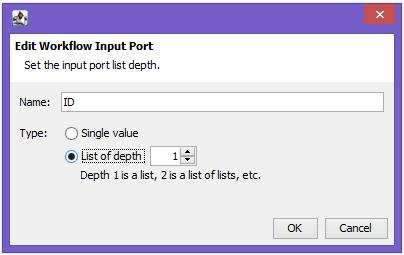 Edit Workflow Input Port
Set the input port list depth.
Name: ID
Type: Single value
List of depth 1
Depth 1 is a list, 2 is a list of lists, etc.
OK Cancel